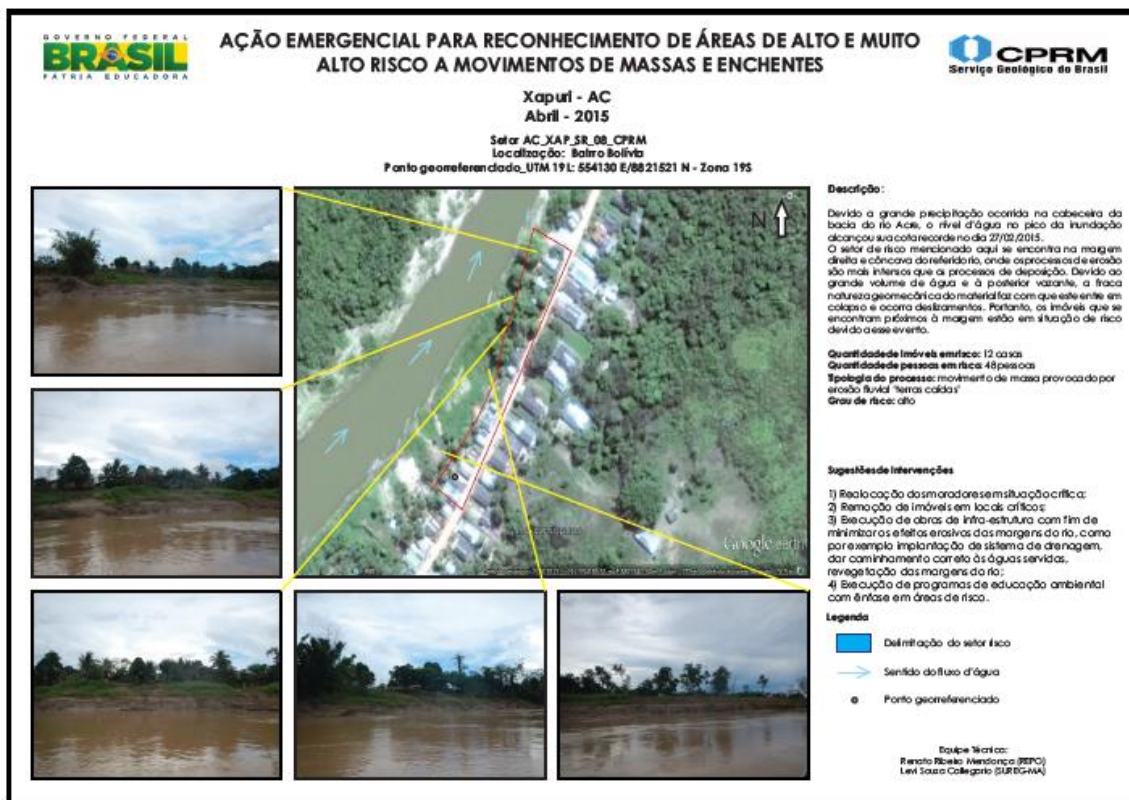 GOVERNO FEDERAL
BRASIL
PÁTRIA EDUCADORA
AÇÃO EMERGENCIAL PARA RECONHECIMENTO DE ÁREAS DE ALTO E MUITO
ALTO RISCO A MOVIMENTOS DE MASSAS E ENCHENTES
CPRM
Serviço Geológico do Brasil
Xapuri - AC
Abril - 2015
Setor AC_XAP_SR_08_CPRM
Localização: Bairro Bolívia
Ponto georreferenciado_UTM 19 L: 554130 E/8821521 N - Zona 19S
N
Google earth
Descrição:
Devido a grande precipitação ocorrida na cabeceira da
bacia do rio Acre, o nível d'água no pico da inundação
alcançou sua cota recorde no dia 27/02/2015.
O setor de risco mencionado aqui se encontra na margem
direita e côncava do referido rio, onde os processos de erosão
são mais intensos que os processos de deposição. Devido ao
grande volume de água e à posterior vazante, a fraca
natureza geomecânica do material faz com que este entre em
colapso e ocorra deslizamentos. Portanto, os imóveis que se
encontram próximos à margem estão em situação de risco
devido a esse evento.
Quantidade de imóveis em risco: 12 casas
Quantidade de pessoas em risco: 48 pessoas
Tipologia do processo: movimento de massa provocado por
erosão fluvial "terras caídas"
Grau de risco: alto
Sugestões de Intervenções
1) Realocação dos moradores em situação crítica;
2) Remoção de imóveis em locais críticos;
3) Execução de obras de infra-estrutura com fim de
minimizar os efeitos erosivos das margens do rio, como
por exemplo implantação de sistema de drenagem,
dar caminhamento correto às águas servidas,
revegetação das margens do rio;
4) Execução de programas de educação ambiental
com ênfase em áreas de risco.
Legenda
Delimitação do setor risco
Sentido do fluxo d'água
Ponto georreferenciado
Equipe Técnica:
Renato Ribeiro Mendonça (REPO)
Levi Souza Callegario (SUREG-MA)